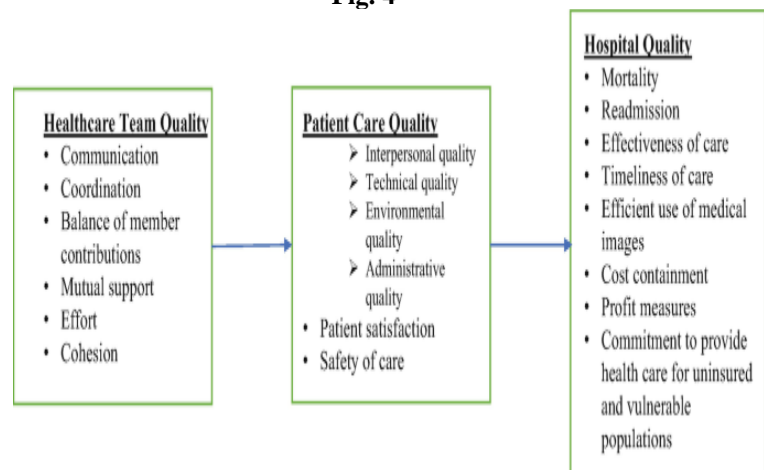 Fig. 4
Healthcare Team Quality
• Communication
• Coordination
• Balance of member
contributions
• Mutual support
• Effort
• Cohesion
Patient Care Quality
➢ Interpersonal quality
➢ Technical quality
➢ Environmental
quality
➢ Administrative
quality
• Patient satisfaction
• Safety of care
Hospital Quality
• Mortality
• Readmission
• Effectiveness of care
• Timeliness of care
• Efficient use of medical
images
• Cost containment
• Profit measures
• Commitment to provide
health care for uninsured
and vulnerable
populations